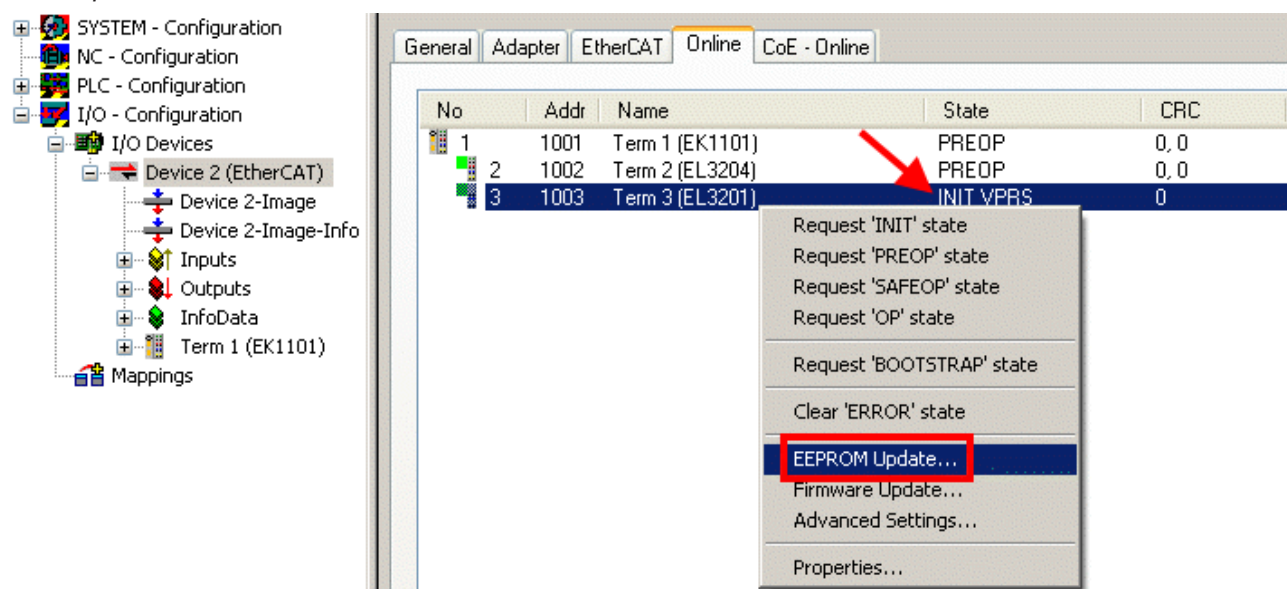 SYSTEM - Configuration
NC - Configuration
PLC - Configuration
I/O - Configuration
I/O Devices
Device 2 (EtherCAT)
Device 2-Image
Device 2-Image-Info
Inputs
Outputs
InfoData
Term 1 (EK1101)
Mappings
General Adapter EtherCAT Online CoE - Online
No Addr Name State CRC
1 1001 Term 1 (EK1101) PREOP 0, 0
2 1002 Term 2 (EL3204) PREOP 0, 0
3 1003 Term 3 (EL3201) INIT VPRS 0
Request 'INIT' state
Request 'PREOP' state
Request 'SAFEOP' state
Request 'OP' state
Request 'BOOTSTRAP' state
Clear 'ERROR' state
EEPROM Update...
Firmware Update...
Advanced Settings...
Properties...